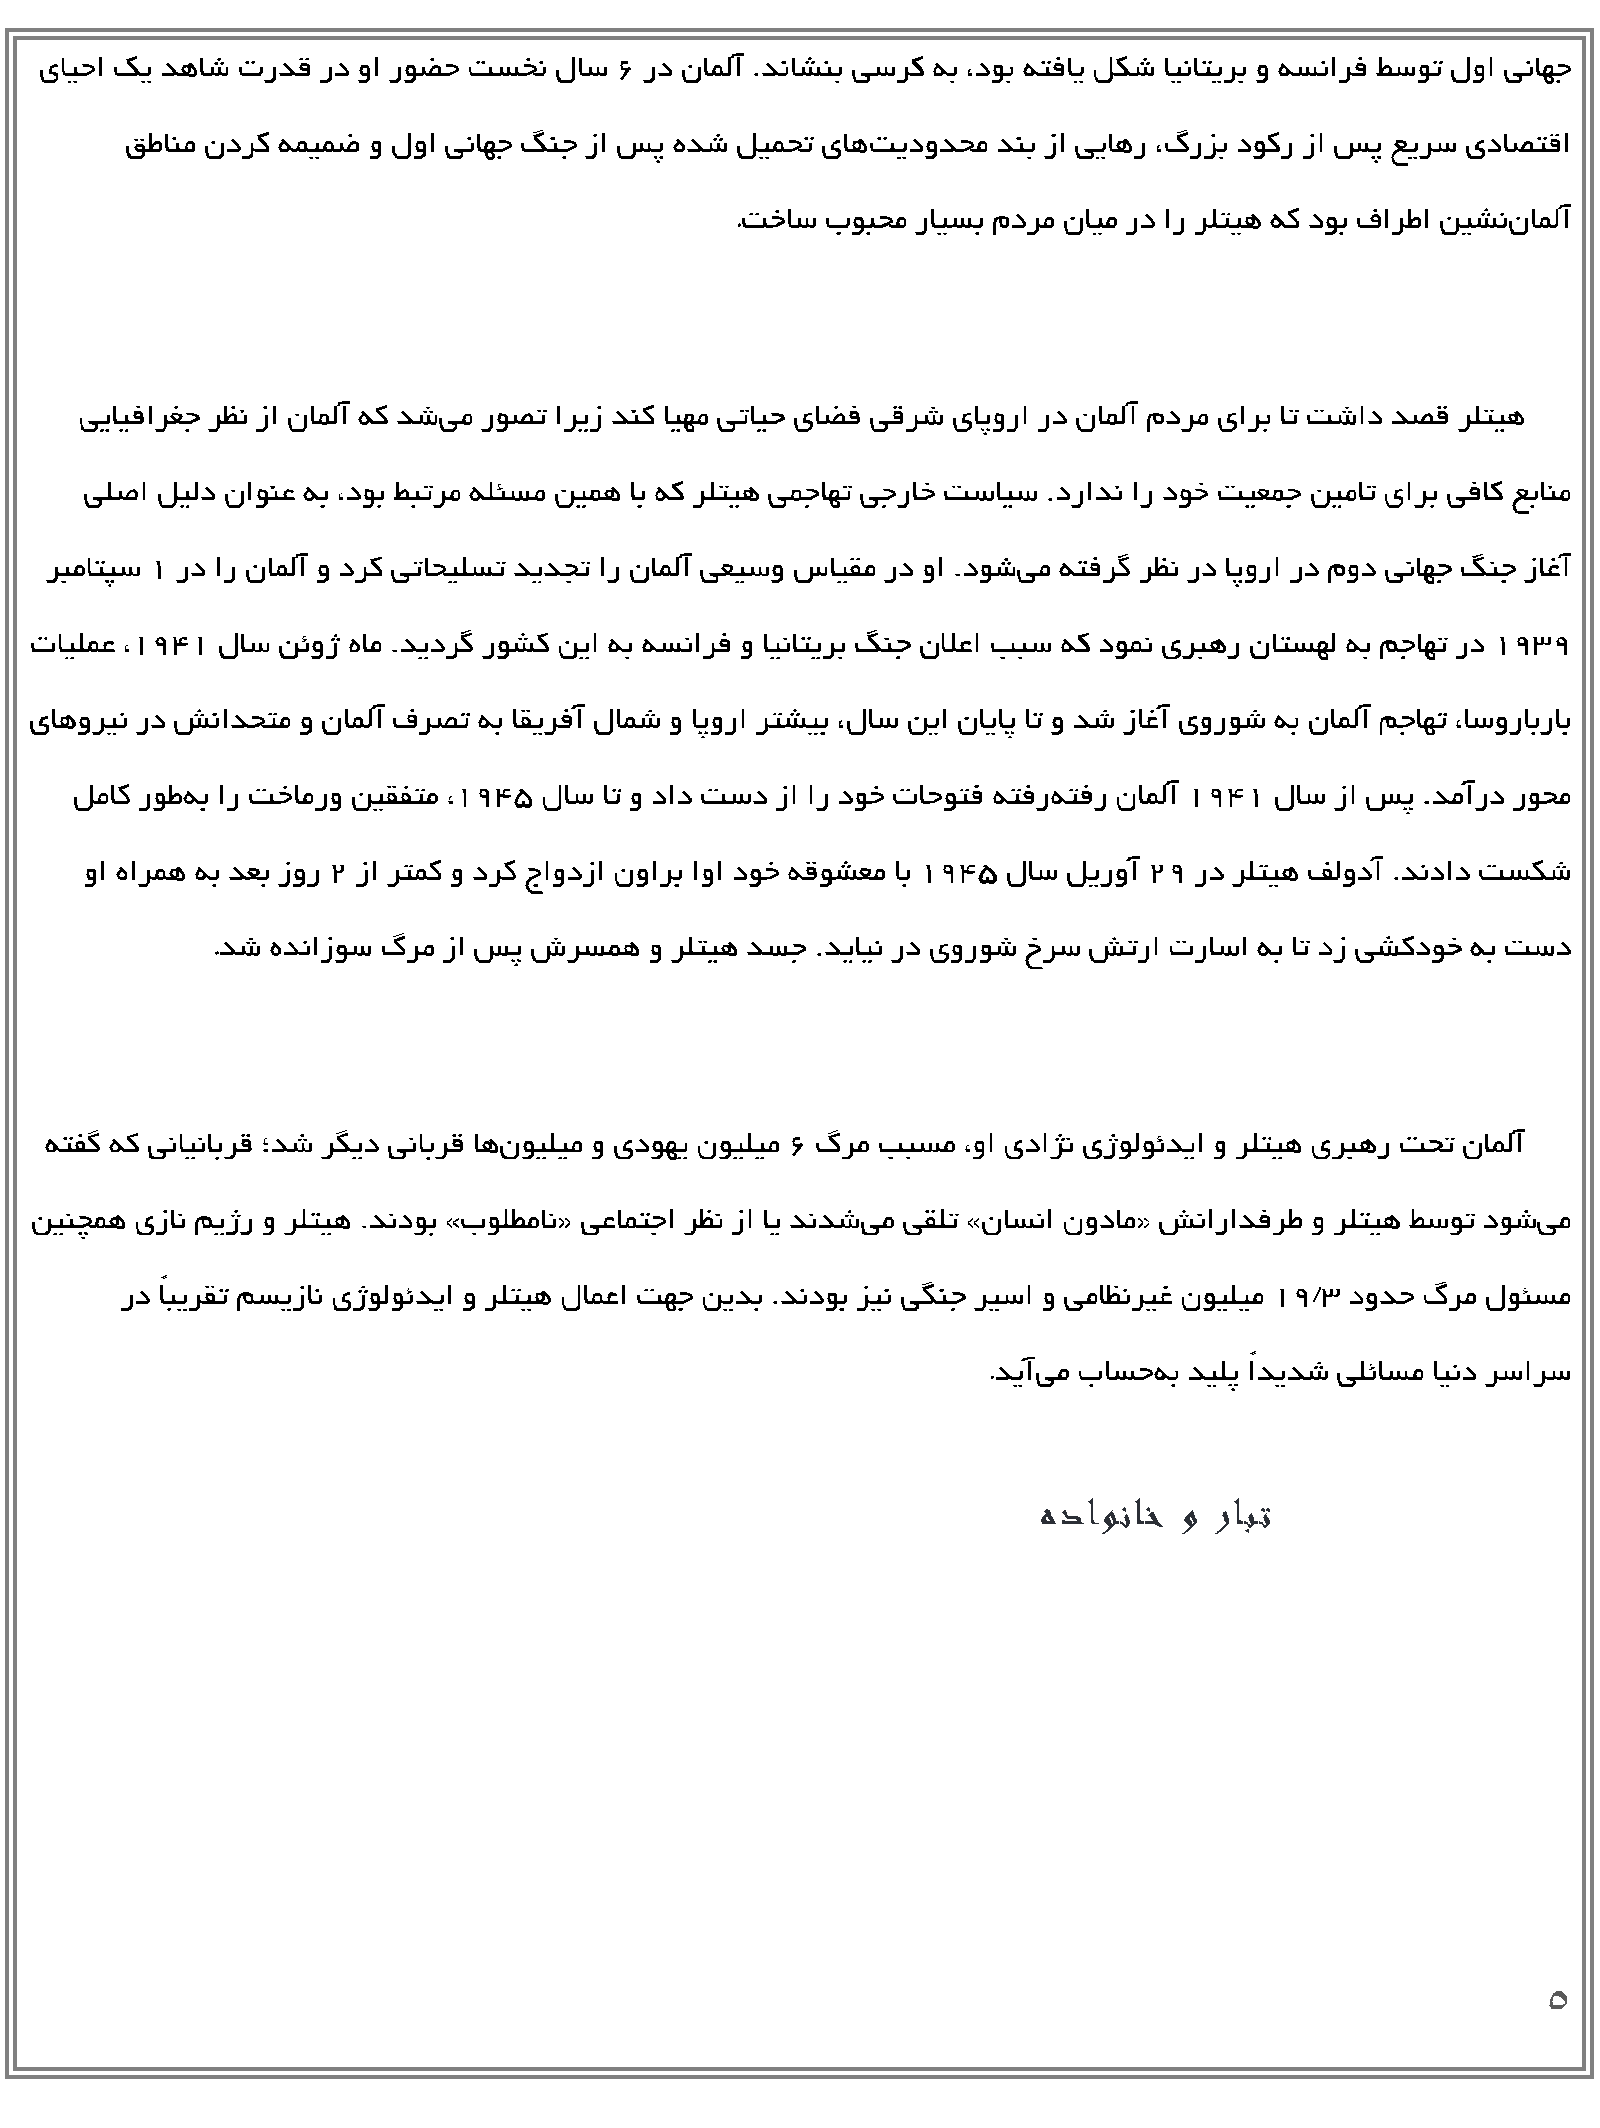 جهانی اول توسط فرانسه و بریتانیا شکل یافته بود، به کرسی بنشاند. آلمان در ۶ سال نخست حضور او در قدرت شاهد یک احیای
اقتصادی سریع پس از رکود بزرگ، رهایی از بند محدودیت‌های تحمیل شده پس از جنگ جهانی اول و ضمیمه کردن مناطق
آلمان‌نشین اطراف بود که هیتلر را در میان مردم بسیار محبوب ساخت.
هیتلر قصد داشت تا برای مردم آلمان در اروپای شرقی فضای حیاتی مهیا کند زیرا تصور می‌شد که آلمان از نظر جغرافیایی
منابع کافی برای تامین جمعیت خود را ندارد. سیاست خارجی تهاجمی هیتلر که با همین مسئله مرتبط بود، به عنوان دلیل اصلی
آغاز جنگ جهانی دوم در اروپا در نظر گرفته می‌شود. او در مقیاس وسیعی آلمان را تجدید تسلیحاتی کرد و آلمان را در ۱ سپتامبر
۱۹۳۹ در تهاجم به لهستان رهبری نمود که سبب اعلان جنگ بریتانیا و فرانسه به این کشور گردید. ماه ژوئن سال ۱۹۴۱، عملیات
بارباروسا، تهاجم آلمان به شوروی آغاز شد و تا پایان این سال، بیشتر اروپا و شمال آفریقا به تصرف آلمان و متحدانش در نیروهای
محور درآمد. پس از سال ۱۹۴۱ آلمان رفته‌رفته فتوحات خود را از دست داد و تا سال ۱۹۴۵، متفقین ورماخت را به‌طور کامل
شکست دادند. آدولف هیتلر در ۲۹ آوریل سال ۱۹۴۵ با معشوقه خود اوا براون ازدواج کرد و کمتر از ۲ روز بعد به همراه او
دست به خودکشی زد تا به اسارت ارتش سرخ شوروی در نیاید. جسد هیتلر و همسرش پس از مرگ سوزانده شد.
آلمان تحت رهبری هیتلر و ایدئولوژی نژادی او، مسبب مرگ ۶ میلیون یهودی و میلیون‌ها قربانی دیگر شد؛ قربانیانی که گفته
می‌شود توسط هیتلر و طرفدارانش «مادون انسان» تلقی می‌شدند یا از نظر اجتماعی «نامطلوب» بودند. هیتلر و رژیم نازی همچنین
مسئول مرگ حدود ۱۹/۳ میلیون غیرنظامی و اسیر جنگی نیز بودند. بدین جهت اعمال هیتلر و ایدئولوژی نازیسم تقریباً در
سراسر دنیا مسائلی شدیداً پلید به‌حساب می‌آید.
تبار و خانواده
۵